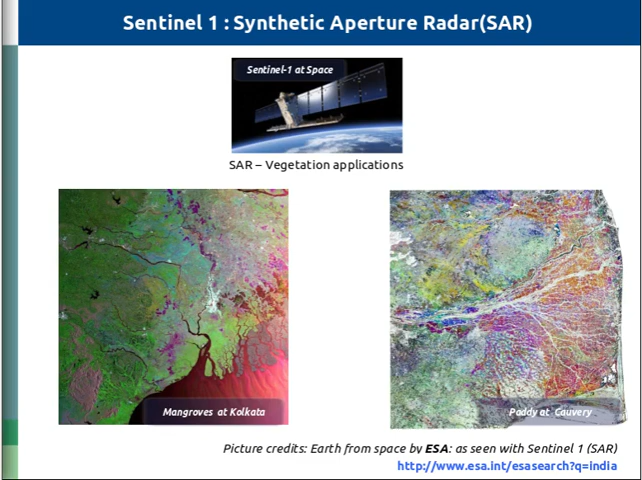 Sentinel 1 : Synthetic Aperture Radar(SAR)
Sentinel-1 at Space
SAR – Vegetation applications
Mangroves at Kolkata
Paddy at Cauvery
Picture credits: Earth from space by ESA: as seen with Sentinel 1 (SAR)
http://www.esa.int/esasearch?q=india